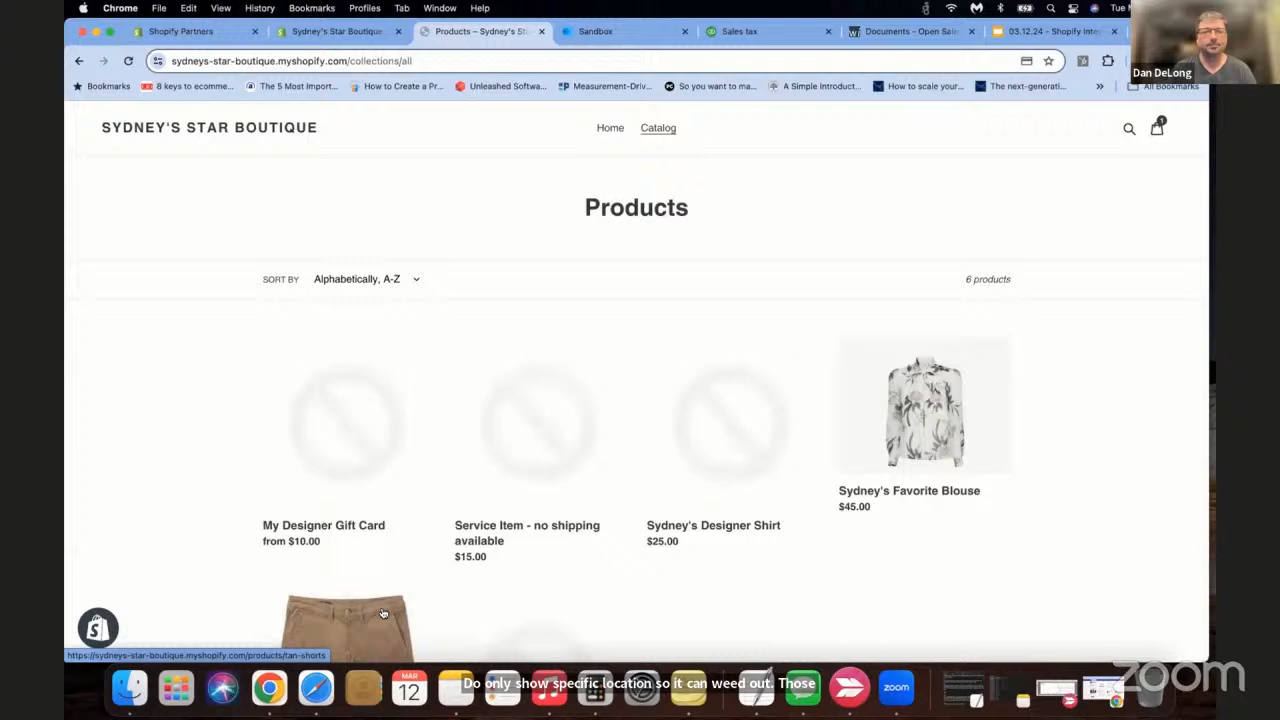 Chrome File Edit View History Bookmarks Profiles Tab Window Help
Tue
Shopify Partners
Sydney's Star Boutique
Products – Sydney's
Sandbox
Sales tax
Documents - Open
03.12.24 - Shopify
sydneys-star-boutique.myshopify.com/collections/all
Dan DeLong
Bookmarks
8 keys to ecomme...
The 5 Most Import...
How to Create a Pr...
Unleashed Softwa...
Measurement-Driv...
So you want to ma...
A Simple Introduct...
How to scale your...
The next-generati...
All Bookmarks
SYDNEY'S STAR BOUTIQUE
Home
Catalog
1
Products
SORT BY
Alphabetically, A-Z
6 products
Sydney's Favorite Blouse
$45.00
My Designer Gift Card
from $10.00
Service Item - no shipping
available
$15.00
Sydney's Designer Shirt
$25.00
https://sydneys-star-boutique.myshopify.com/products/tan-shorts
MAR
12
Do only show specific location so it can weed out. Those
zoom
zoom